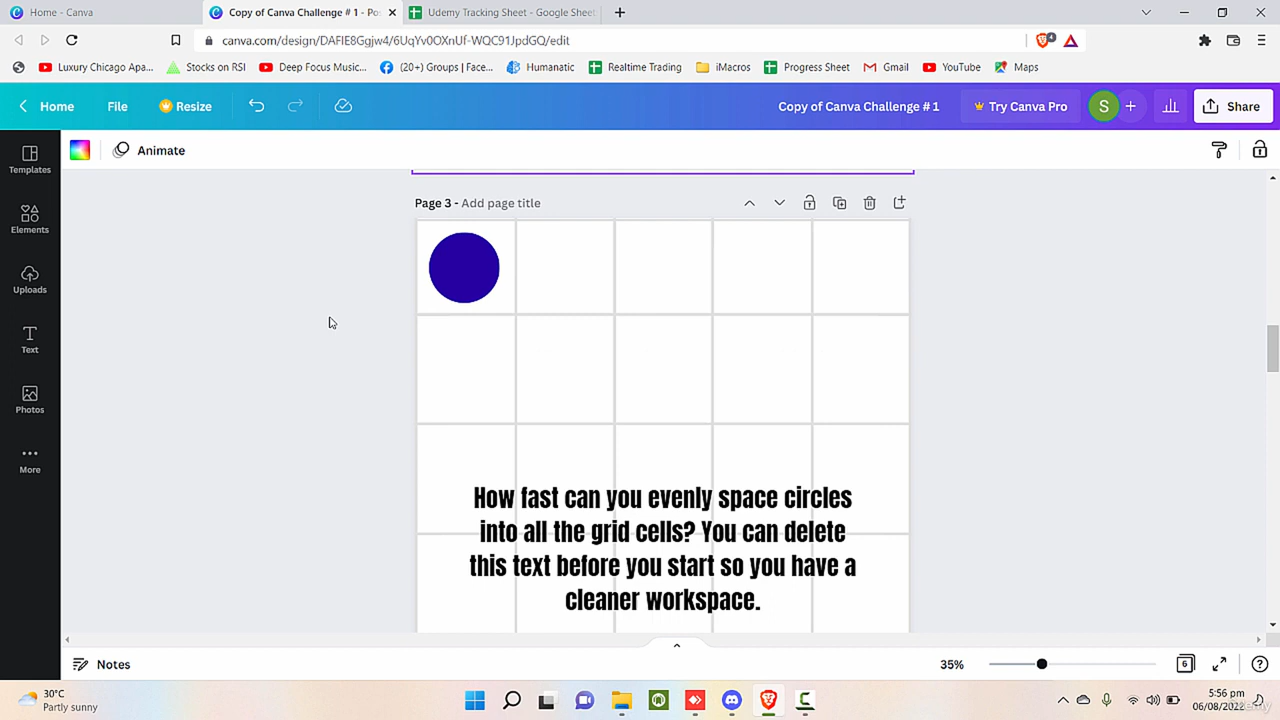 Home - Canva
Copy of Canva Challenge # 1 - Po
Udemy Tracking Sheet - Google Sheet
canva.com/design/DAFIE8Ggjw4/6UqYv0OXnUf-WQC91JpdGQ/edit
4
Luxury Chicago Apa...
Stocks on RSI
Deep Focus Music...
(20+) Groups | Face...
Humanatic
Realtime Trading
iMacros
Progress Sheet
Gmail
YouTube
Maps
Home
File
Resize
Copy of Canva Challenge # 1
Try Canva Pro
S
Share
Templates
Animate
Elements
Uploads
Text
Photos
More
Page 3 - Add page title
How fast can you evenly space circles
into all the grid cells? You can delete
this text before you start so you have a
cleaner workspace.
Notes
35%
6
30°C
Partly sunny
5:56 pm
06/08/2022